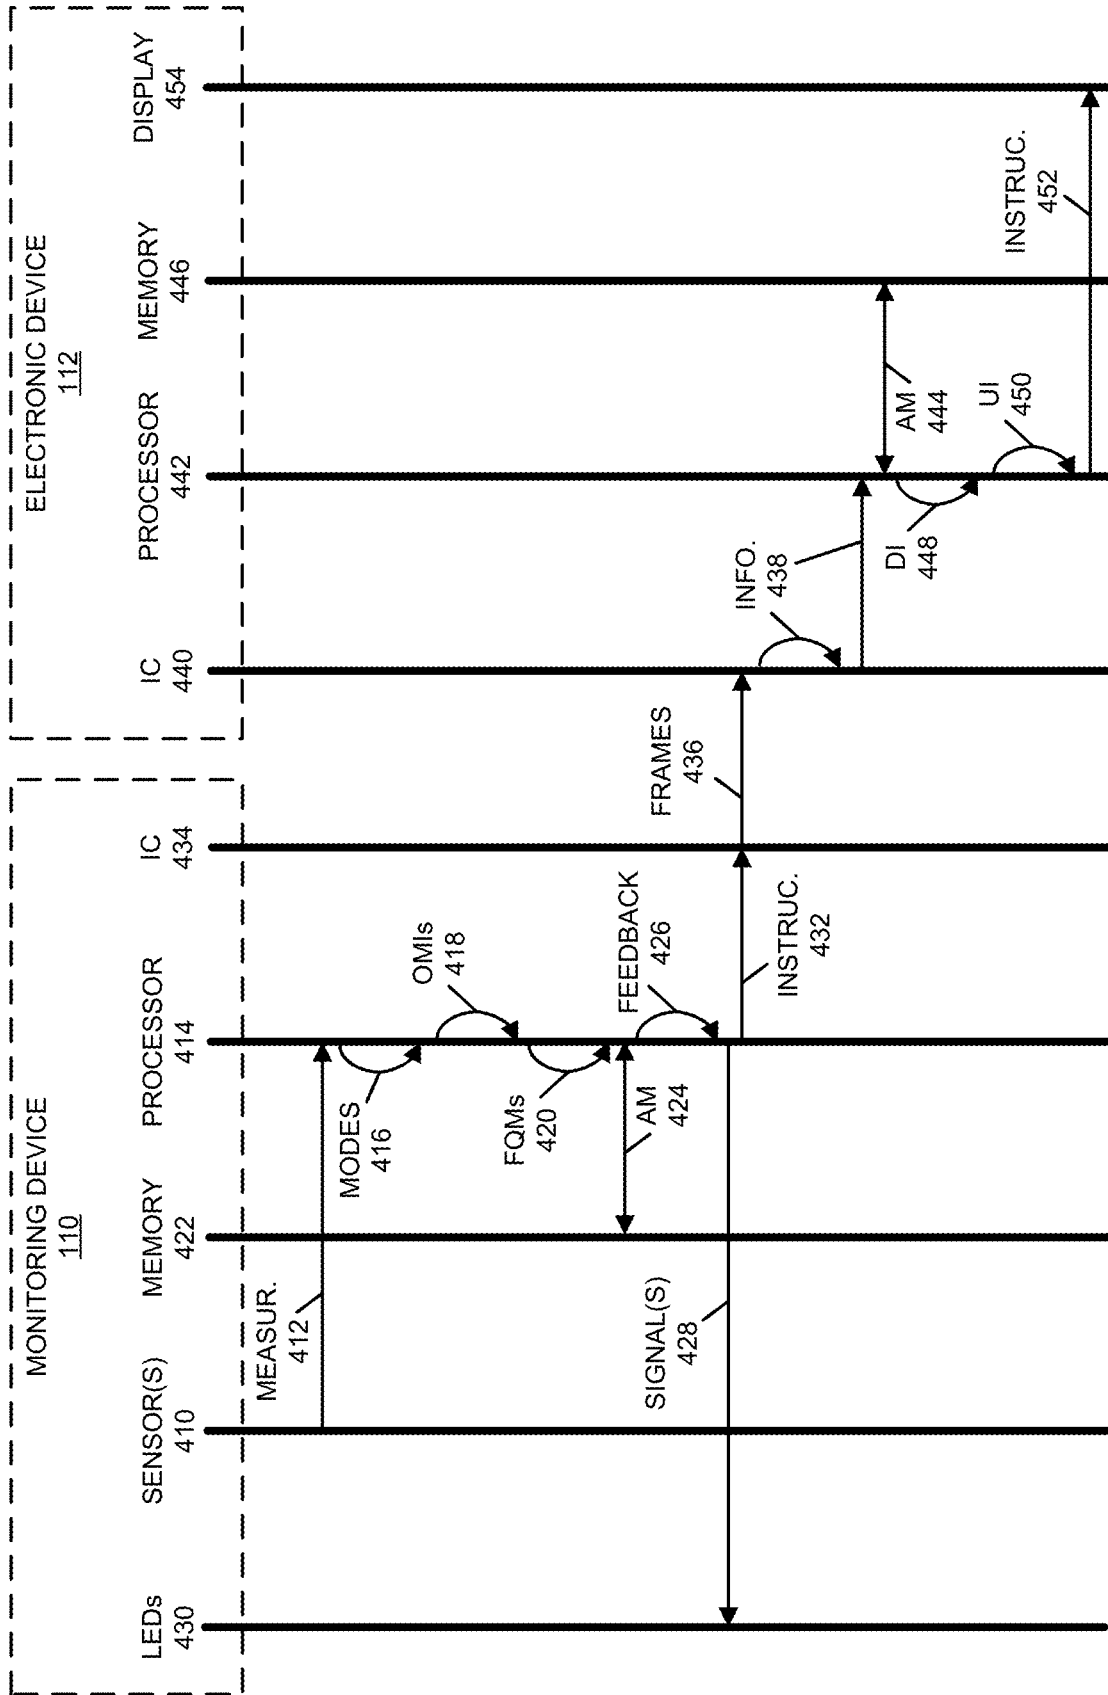 MONITORING DEVICE
110
ELECTRONIC DEVICE
112
LEDs
430
SENSOR(S)
410
MEMORY
422
PROCESSOR
414
IC
434
IC
440
PROCESSOR
442
MEMORY
446
DISPLAY
454
MEASUR.
412
MODES
416
OMIs
418
FQMs
420
AM
424
FEEDBACK
426
SIGNAL(S)
428
INSTRUC.
432
FRAMES
436
INFO.
438
AM
444
DI
448
UI
450
INSTRUC.
452